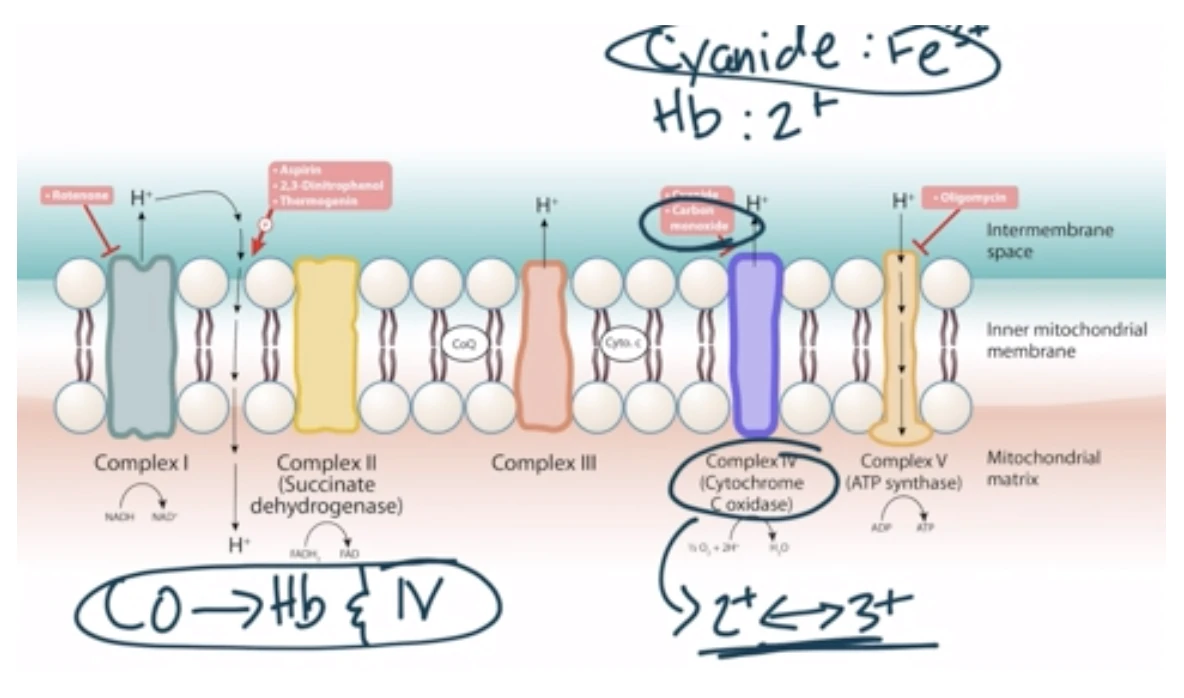 Cyanide : Fe³⁺
Hb : 2⁺
• Rotenone
H⁺
• Aspirin
• 2,3-Dinitrophenol
• Thermogenin
H⁺
• Cyanide
• Carbon
monoxide
H⁺
H⁺
• Oligomycin
Intermembrane
space
CoQ
Cyto. c
Inner mitochondrial
membrane
Complex I
NADH NAD⁺
H⁺
Complex II
(Succinate
dehydrogenase)
FADH₂ FAD
Complex III
Complex IV
(Cytochrome
C oxidase)
½ O₂ + 2H⁺ H₂O
Complex V
(ATP synthase)
ADP ATP
Mitochondrial
matrix
CO → Hb & IV
2⁺ ↔ 3⁺